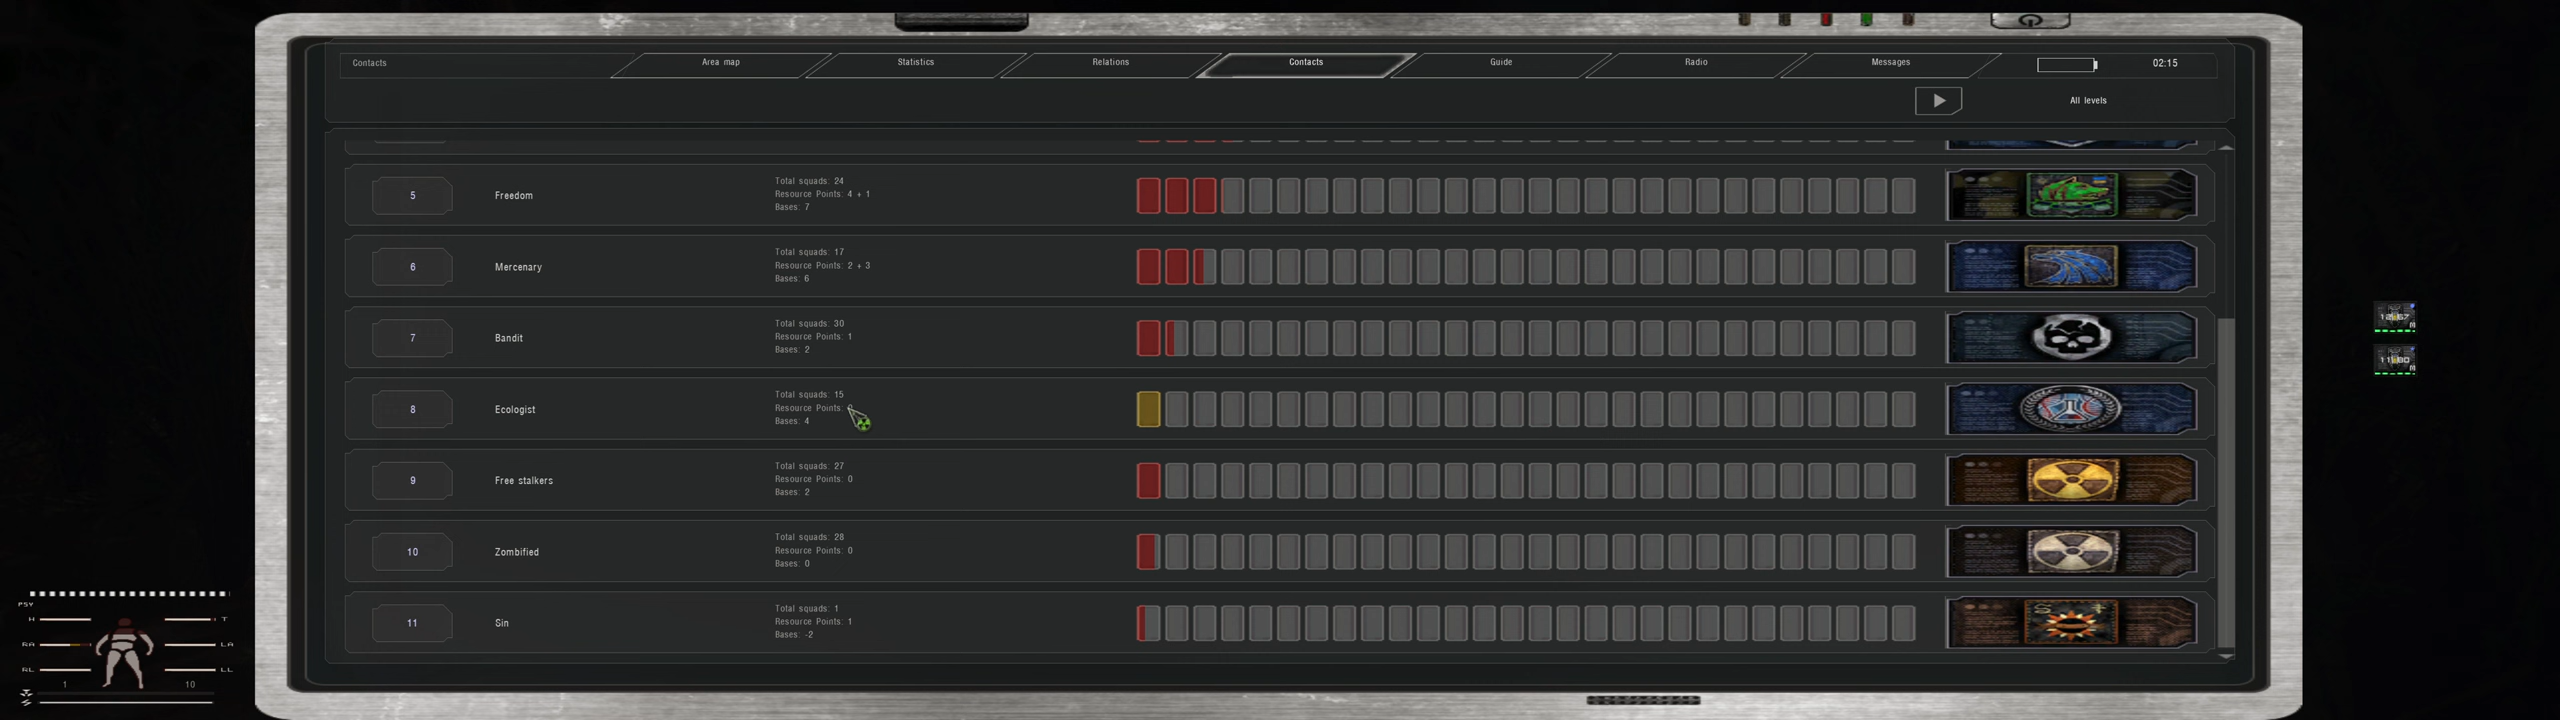 Contacts
Area map
Statistics
Relations
Contacts
Guide
Radio
Messages
02:15
All levels
5
Freedom
Total squads: 24
Resource Points: 4 + 1
Bases: 7
6
Mercenary
Total squads: 17
Resource Points: 2 + 3
Bases: 6
7
Bandit
Total squads: 30
Resource Points: 1
Bases: 2
8
Ecologist
Total squads: 15
Resource Points:
Bases: 4
9
Free stalkers
Total squads: 27
Resource Points: 0
Bases: 2
10
Zombified
Total squads: 28
Resource Points: 0
Bases: 0
11
Sin
Total squads: 1
Resource Points: 1
Bases: -2
PSY
H
T
RA
LA
RL
LL
1
10